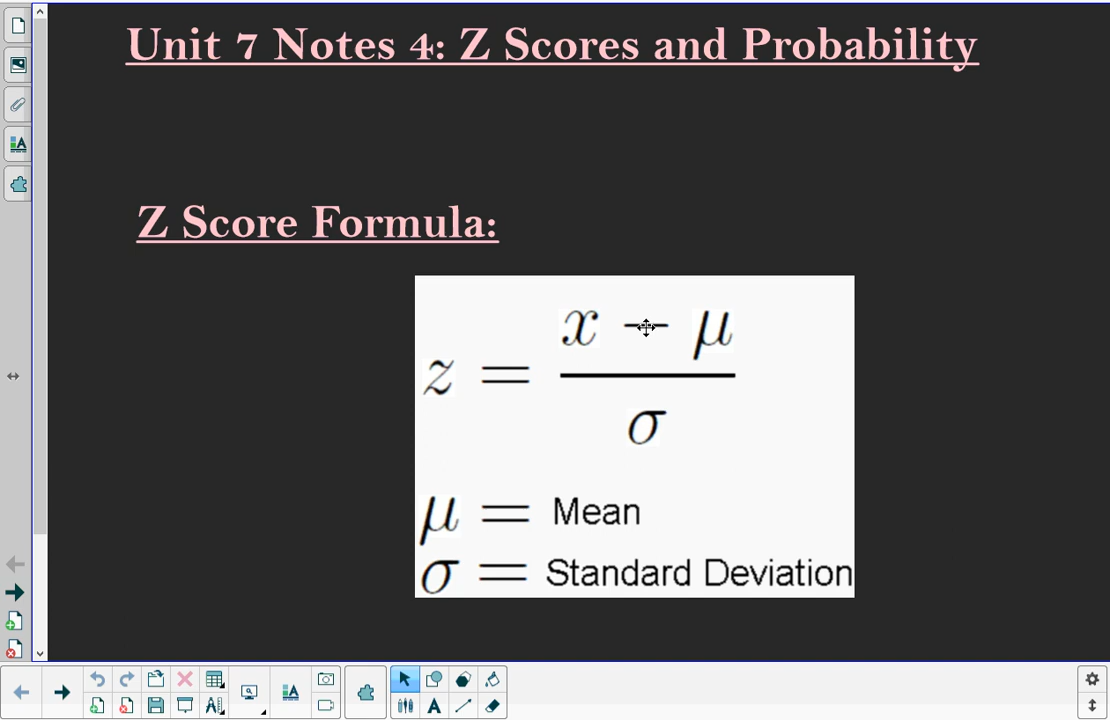 Unit 7 Notes 4: Z Scores and Probability
Z Score Formula:
z = x − μ / σ
μ = Mean
σ = Standard Deviation